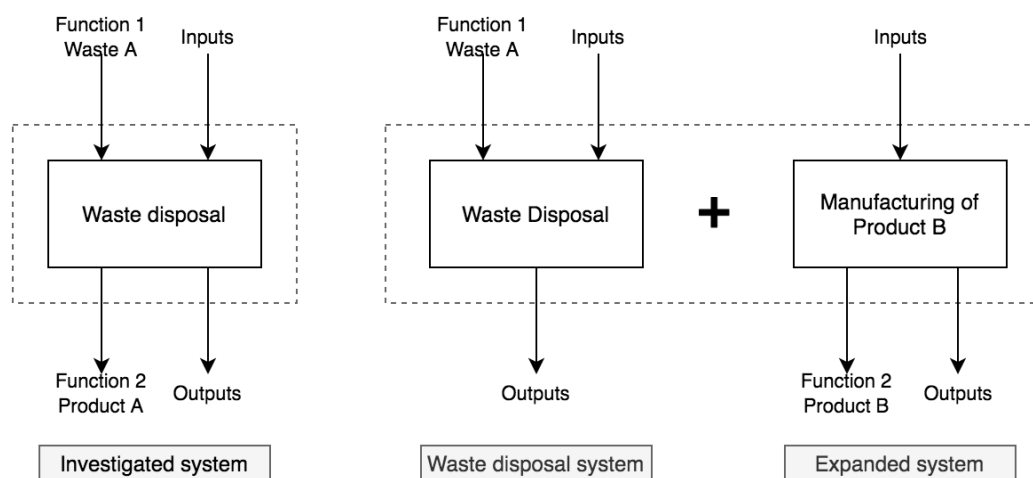 Function 1
Waste A
Inputs
Function 1
Waste A
Inputs
Inputs
Waste disposal
Waste Disposal
+
Manufacturing of
Product B
Function 2
Product A
Outputs
Outputs
Function 2
Product B
Outputs
Investigated system
Waste disposal system
Expanded system